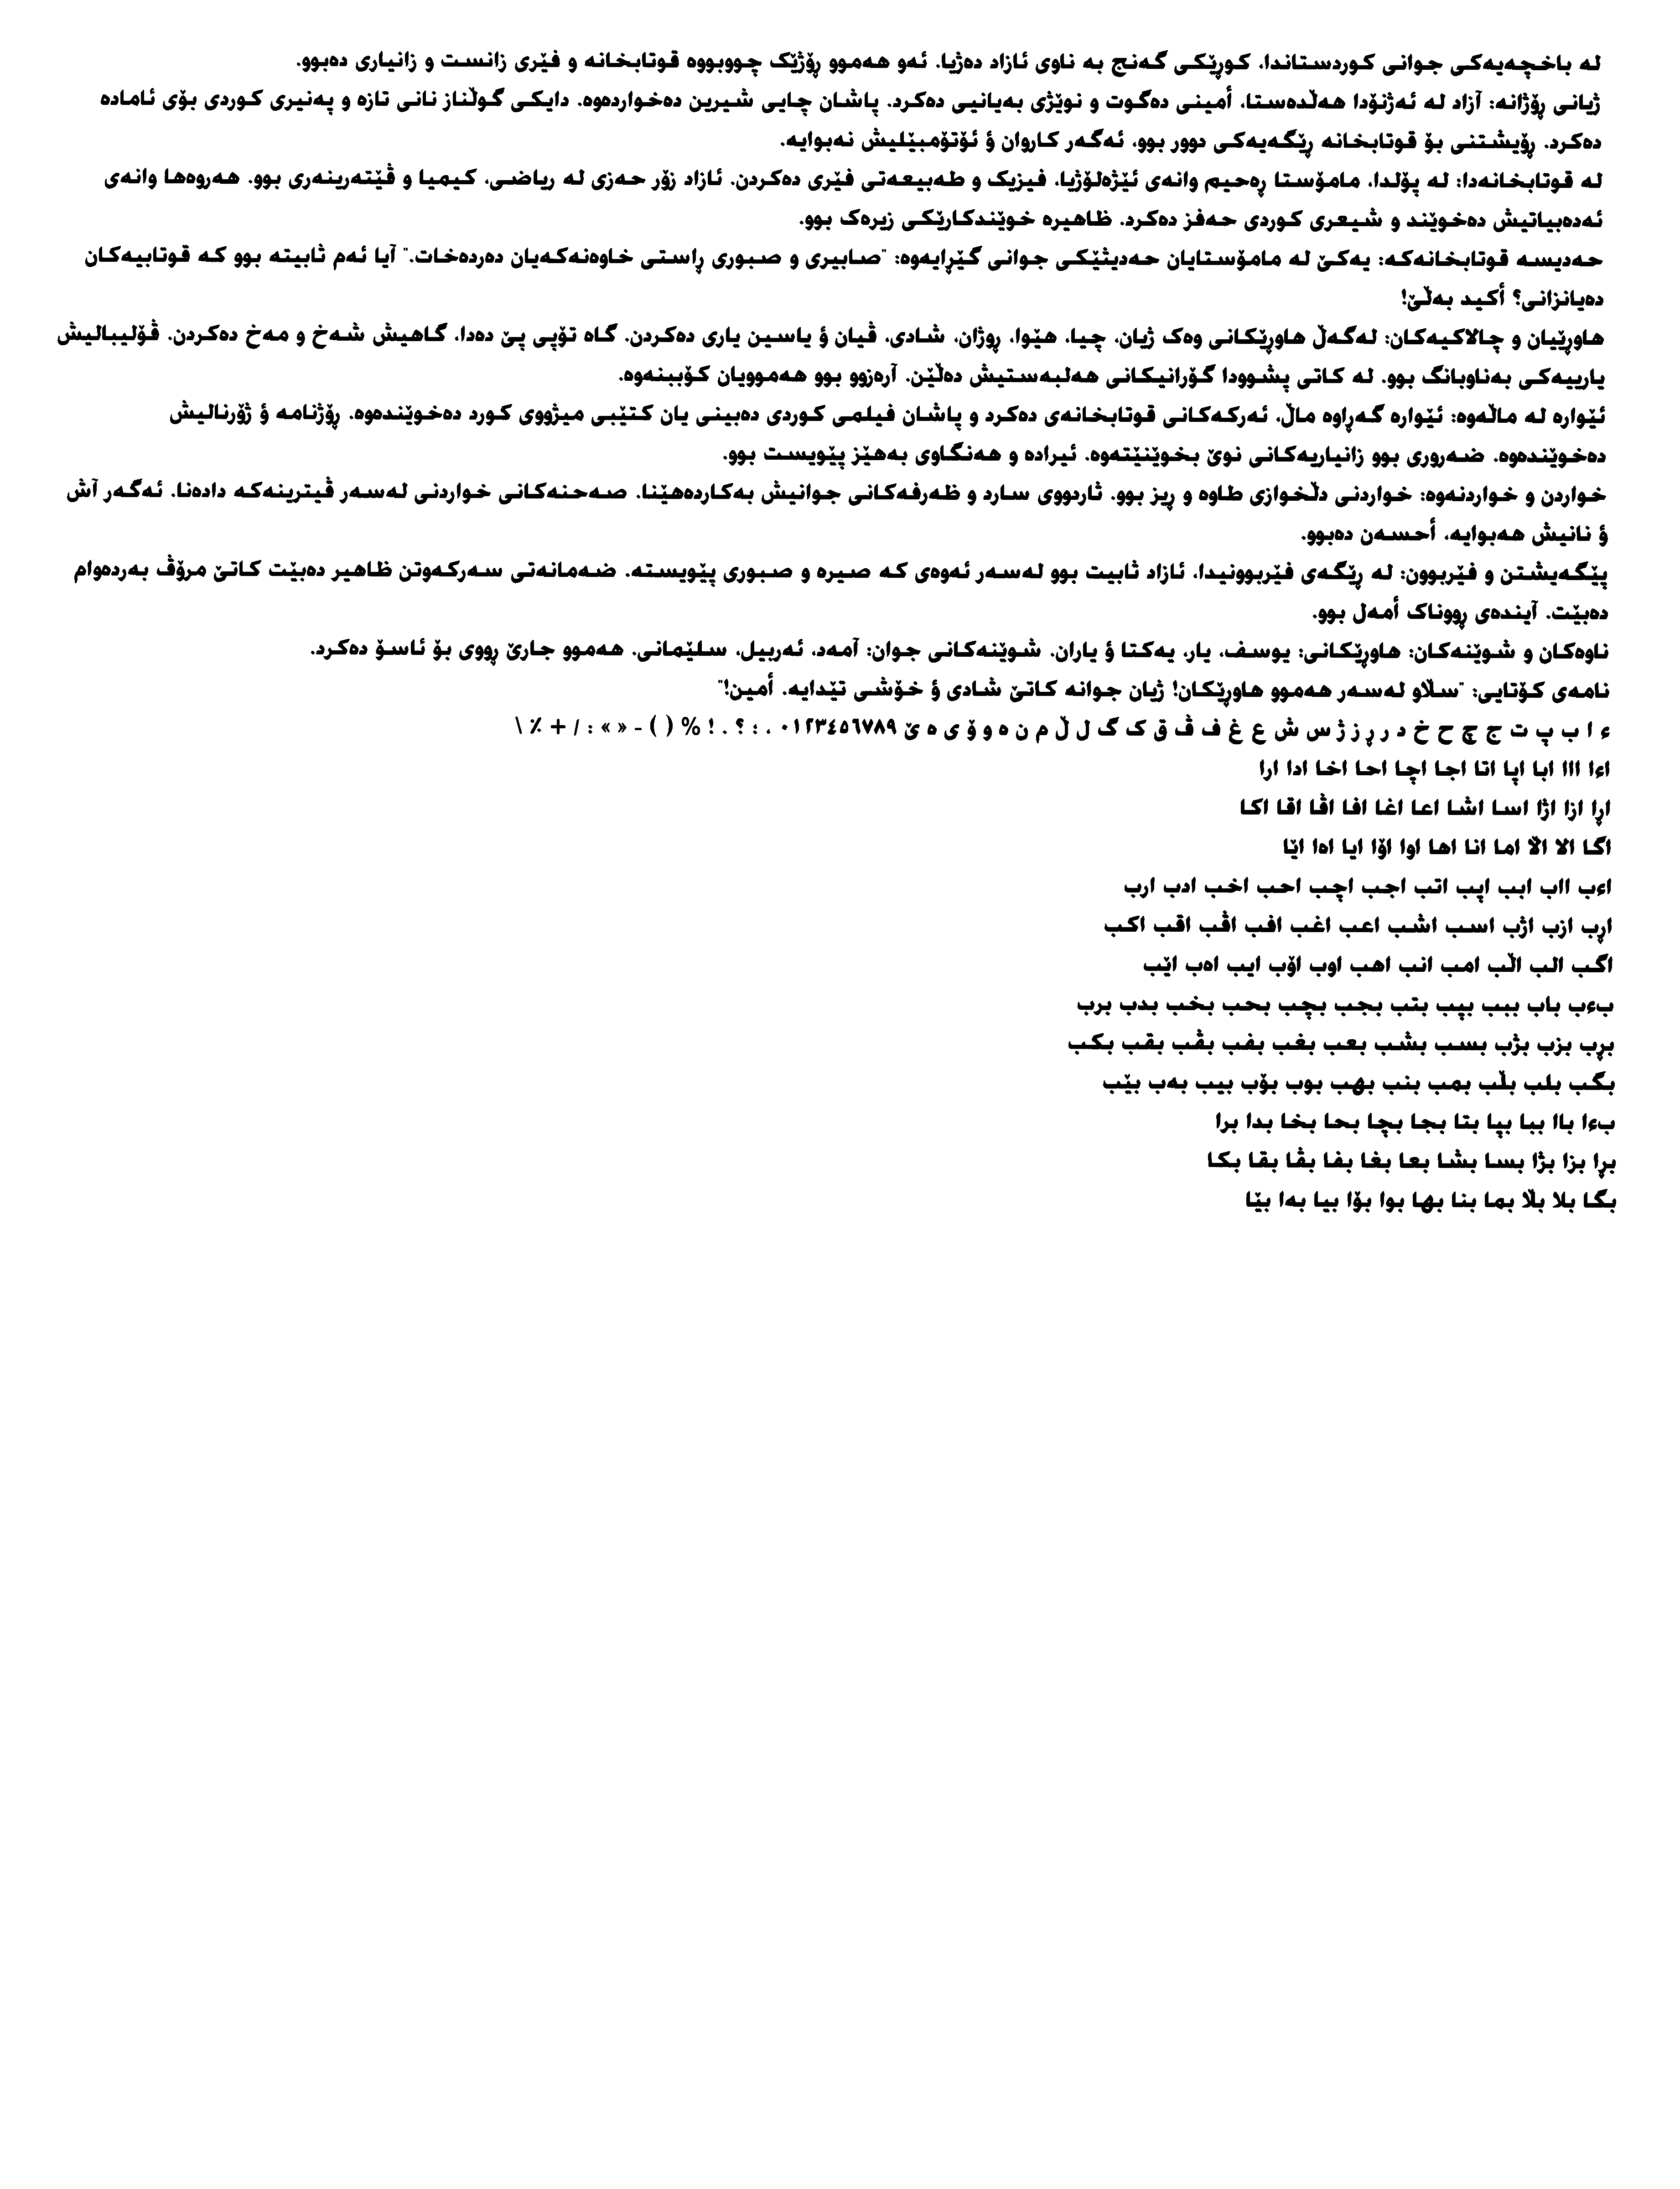 لە باخچەیەکی جوانی کوردستاندا، کوڕێکی گەنج بە ناوی ئازاد دەژیا. ئەو هەموو ڕۆژێک چووبووە قوتابخانە و فێری زانست و زانیاری دەبوو.
ژیانی ڕۆژانە: آزاد لە ئەژنۆدا هەڵدەستا، أمینی دەگوت و نوێژی بەیانیی دەکرد. پاشان چایی شیرین دەخواردەوە. دایکی گوڵناز نانی تازە و پەنیری کوردی بۆی ئامادە
دەکرد. ڕۆیشتنی بۆ قوتابخانە ڕێگەیەکی دوور بوو، ئەگەر کاروان ؤ ئۆتۆمبێلیش نەبوایە.
لە قوتابخانەدا: لە پۆلدا، مامۆستا ڕەحیم وانەی ئێژەلۆژیا، فیزیک و طەبیعەتی فێری دەکردن. ئازاد زۆر حەزی لە ریاضی، کیمیا و ڤێتەرینەری بوو. هەروەها وانەی
ئەدەبیاتیش دەخوێند و شیعری کوردی حەفز دەکرد. ظاهیرە خوێندکارێکی زیرەک بوو.
حەدیسە قوتابخانەکە: یەکێ لە مامۆستایان حەدیثێکی جوانی گێڕایەوە: "صابیری و صبوری ڕاستی خاوەنەکەیان دەردەخات." آیا ئەم ثابیتە بوو کە قوتابیەکان
دەیانزانی؟ أکید بەڵێ!
هاوڕێیان و چالاکیەکان: لەگەڵ هاوڕێکانی وەک ژیان، چیا، هێوا، ڕوژان، شادی، ڤیان ؤ یاسین یاری دەکردن. گاە تۆپی پێ دەدا، گاهیش شەخ و مەخ دەکردن. ڤۆلیبالیش
یارییەکی بەناوبانگ بوو. لە کاتی پشوودا گۆرانیکانی هەلبەستیش دەڵێن. آرەزوو بوو هەموویان کۆببنەوە.
ئێوارە لە ماڵەوە: ئێوارە گەڕاوە ماڵ، ئەرکەکانی قوتابخانەی دەکرد و پاشان فیلمی کوردی دەبینی یان کتێبی میژووی کورد دەخوێندەوە. ڕۆژنامە ؤ ژۆرنالیش
دەخوێندەوە. ضەروری بوو زانیاریەکانی نوێ بخوێنێتەوە. ئیرادە و هەنگاوی بەهێز پێویست بوو.
خواردن و خواردنەوە: خواردنی دڵخوازی طاوە و ڕیز بوو. ئاردووی سارد و ظەرفەکانی جوانیش بەکاردەهێنا. صەحنەکانی خواردنی لەسەر ڤیترینەکە دادەنا. ئەگەر آش
ؤ نانیش هەبوایە، أحسەن دەبوو.
پێگەیشتن و فێربوون: لە ڕێگەی فێربوونیدا، ئازاد ثابیت بوو لەسەر ئەوەی کە صیرە و صبوری پێویستە. ضەمانەتی سەرکەوتن ظاهیر دەبێت کاتێ مرۆڤ بەردەوام
دەبێت. آیندەی ڕووناک أمەل بوو.
ناوەکان و شوێنەکان: هاوڕێکانی: یوسف، یار، یەکتا ؤ یاران. شوێنەکانی جوان: آمەد، ئەربیل، سلێمانی. هەموو جارێ ڕووی بۆ ئاسۆ دەکرد.
نامەی کۆتایی: "سڵاو لەسەر هەموو هاوڕێکان! ژیان جوانە کاتێ شادی ؤ خۆشی تێدایە. أمین!"
ء ا ب پ ت ج چ ح خ د ر ڕ ز ژ س ش ع غ ف ڤ ق ک گ ل ڵ م ن ە و ۆ ی ە ێ ٠١٢٣٤٥٦٧٨٩ ، ؛ ؟ . ! % ( ) - « » : / + ٪ \
اءا ااا ابا اپا اتا اجا اچا احا اخا ادا ارا
اڕا ازا اژا اسا اشا اعا اغا افا اڤا اقا اکا
اگا الا اڵا اما انا اها اوا اۆا ایا اەا اێا
اءب ااب ابب اپب اتب اجب اچب احب اخب ادب ارب
اڕب ازب اژب اسب اشب اعب اغب افب اڤب اقب اکب
اگب الب اڵب امب انب اهب اوب اۆب ایب اەب اێب
بءب باب ببب بپب بتب بجب بچب بحب بخب بدب برب
بڕب بزب بژب بسب بشب بعب بغب بفب بڤب بقب بکب
بگب بلب بڵب بمب بنب بهب بوب بۆب بیب بەب بێب
بءا باا ببا بپا بتا بجا بچا بحا بخا بدا برا
بڕا بزا بژا بسا بشا بعا بغا بفا بڤا بقا بکا
بگا بلا بڵا بما بنا بها بوا بۆا بیا بەا بێا